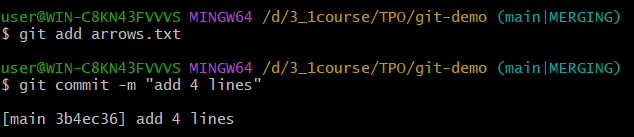 user@WIN-C8KN43FVVVS MINGW64 /d/3_1course/TPO/git-demo (main|MERGING)
$ git add arrows.txt
user@WIN-C8KN43FVVVS MINGW64 /d/3_1course/TPO/git-demo (main|MERGING)
$ git commit -m "add 4 lines"
[main 3b4ec36] add 4 lines